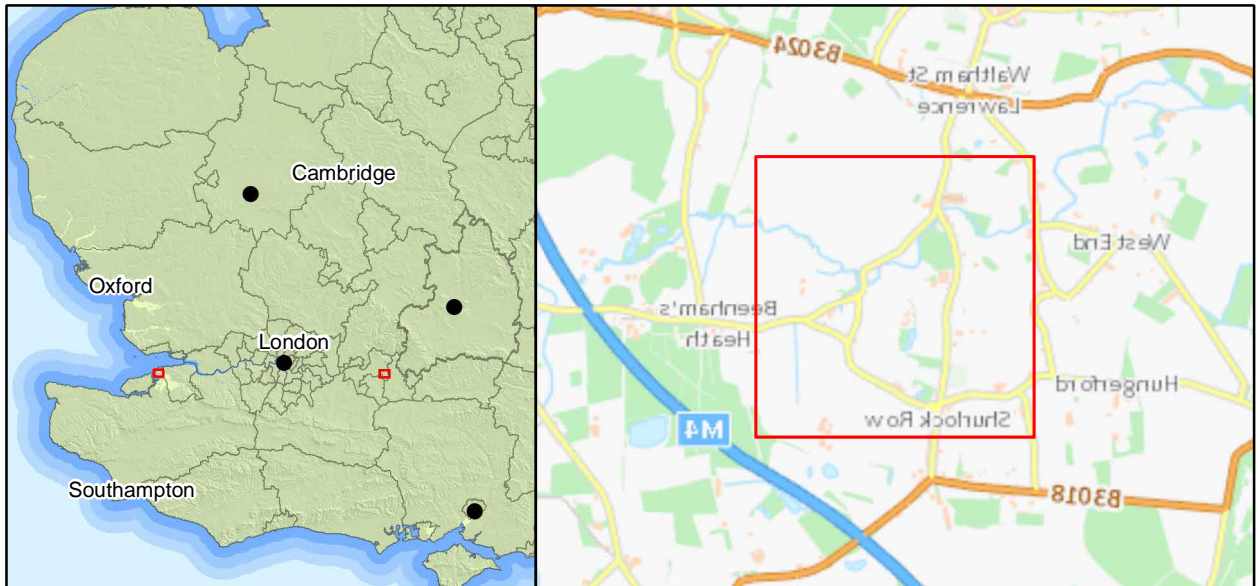 Cambridge
Oxford
London
Southampton
B3024
Waltham St
Lawrence
West End
Beenham's
Heath
Hungerford
Shurlock Row
M4
B3018